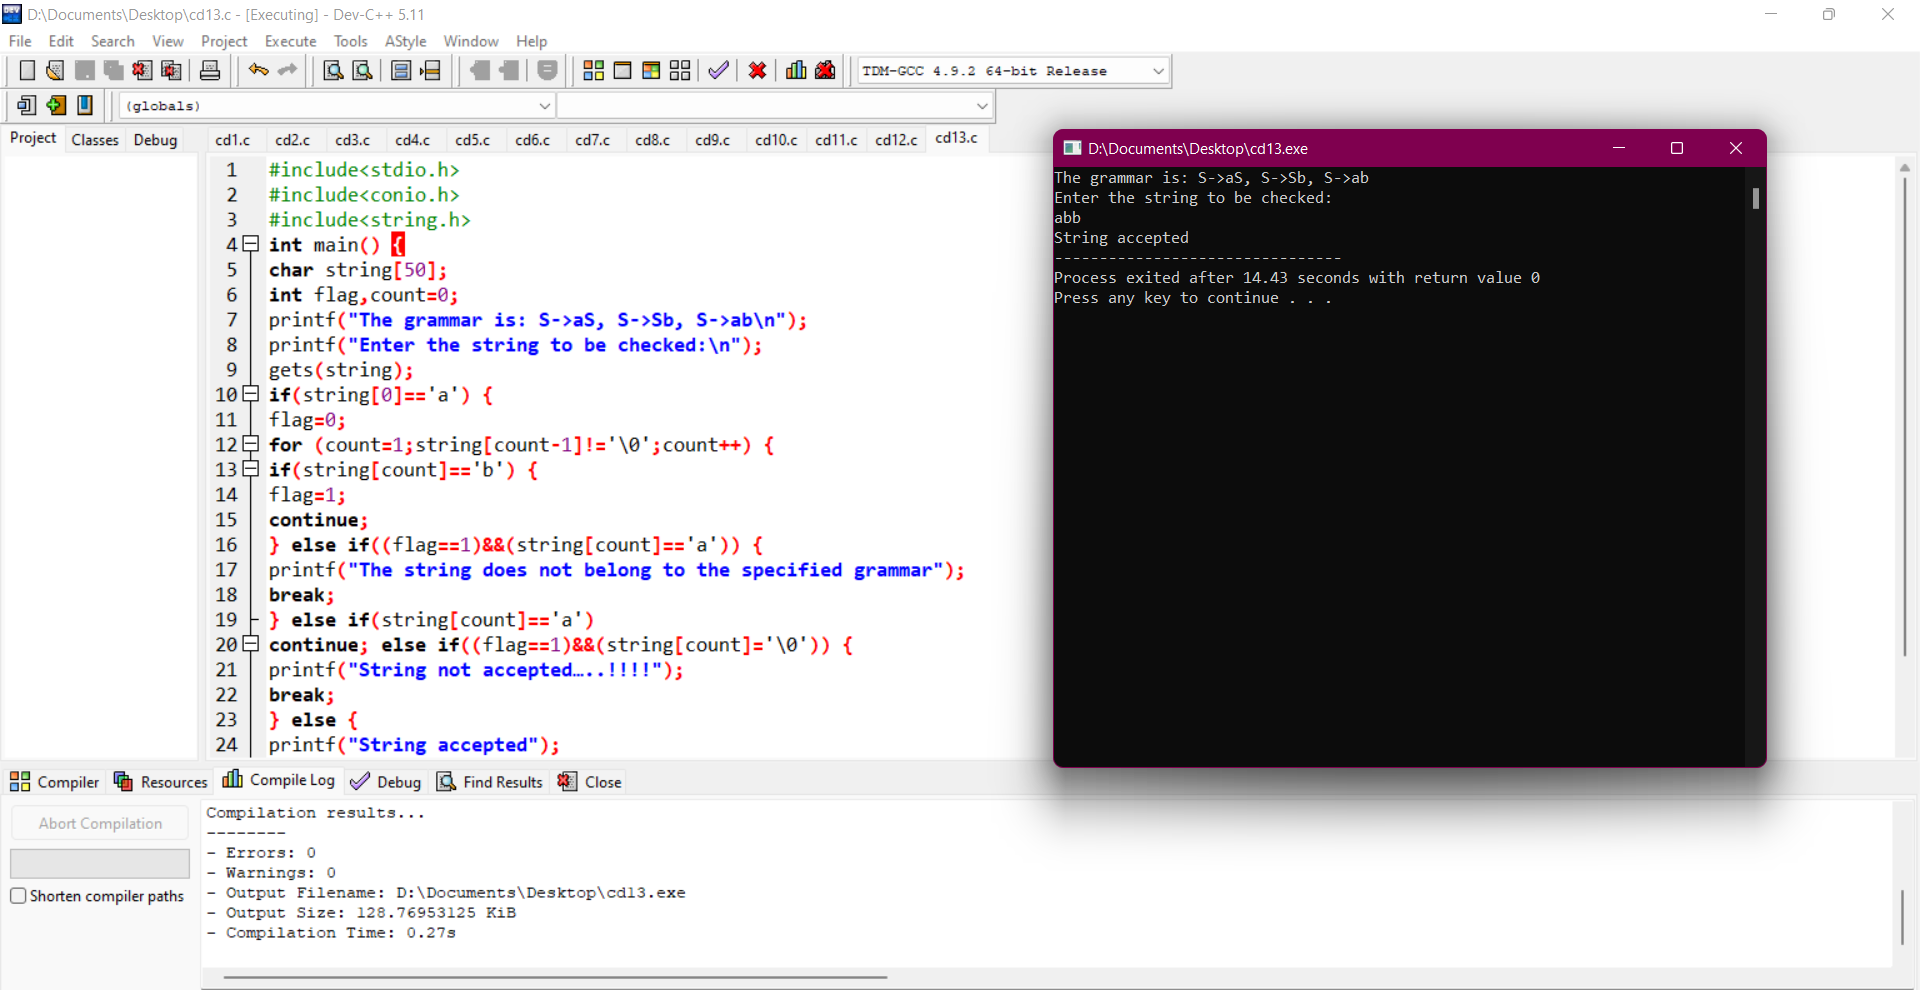 D:\Documents\Desktop\cd13.c - [Executing] - Dev-C++ 5.11
File Edit Search View Project Execute Tools AStyle Window Help
TDM-GCC 4.9.2 64-bit Release
(globals)
Project Classes Debug
cd1.c cd2.c cd3.c cd4.c cd5.c cd6.c cd7.c cd8.c cd9.c cd10.c cd11.c cd12.c cd13.c
1 #include<stdio.h>
2 #include<conio.h>
3 #include<string.h>
4 int main() {
5 char string[50];
6 int flag,count=0;
7 printf("The grammar is: S->aS, S->Sb, S->ab\n");
8 printf("Enter the string to be checked:\n");
9 gets(string);
10 if(string[0]=='a') {
11 flag=0;
12 for (count=1;string[count-1]!='\0';count++) {
13 if(string[count]=='b') {
14 flag=1;
15 continue;
16 } else if((flag==1)&&(string[count]=='a')) {
17 printf("The string does not belong to the specified grammar");
18 break;
19 } else if(string[count]=='a')
20 continue; else if((flag==1)&&(string[count]='\0')) {
21 printf("String not accepted…..!!!!");
22 break;
23 } else {
24 printf("String accepted");
D:\Documents\Desktop\cd13.exe
The grammar is: S->aS, S->Sb, S->ab
Enter the string to be checked:
abb
String accepted
--------------------------------
Process exited after 14.43 seconds with return value 0
Press any key to continue . . .
Compiler Resources Compile Log Debug Find Results Close
Abort Compilation
Shorten compiler paths
Compilation results...
--------
- Errors: 0
- Warnings: 0
- Output Filename: D:\Documents\Desktop\cd13.exe
- Output Size: 128.76953125 KiB
- Compilation Time: 0.27s